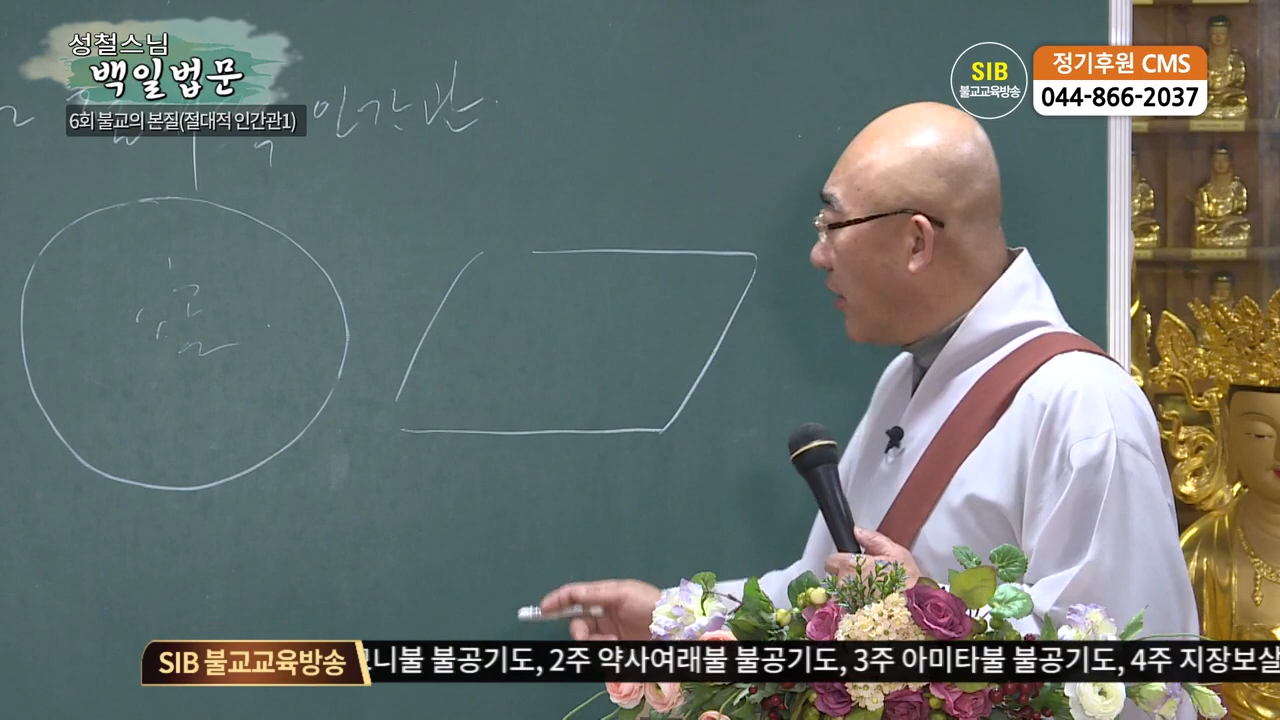 성철스님
백일법문
6회 불교의 본질(절대적 인간관1)
SIB
불교교육방송
정기후원 CMS
044-866-2037
인간관.
SIB 불교교육방송
니불 불공기도, 2주 약사여래불 불공기도, 3주 아미타불 불공기도, 4주 지장보살